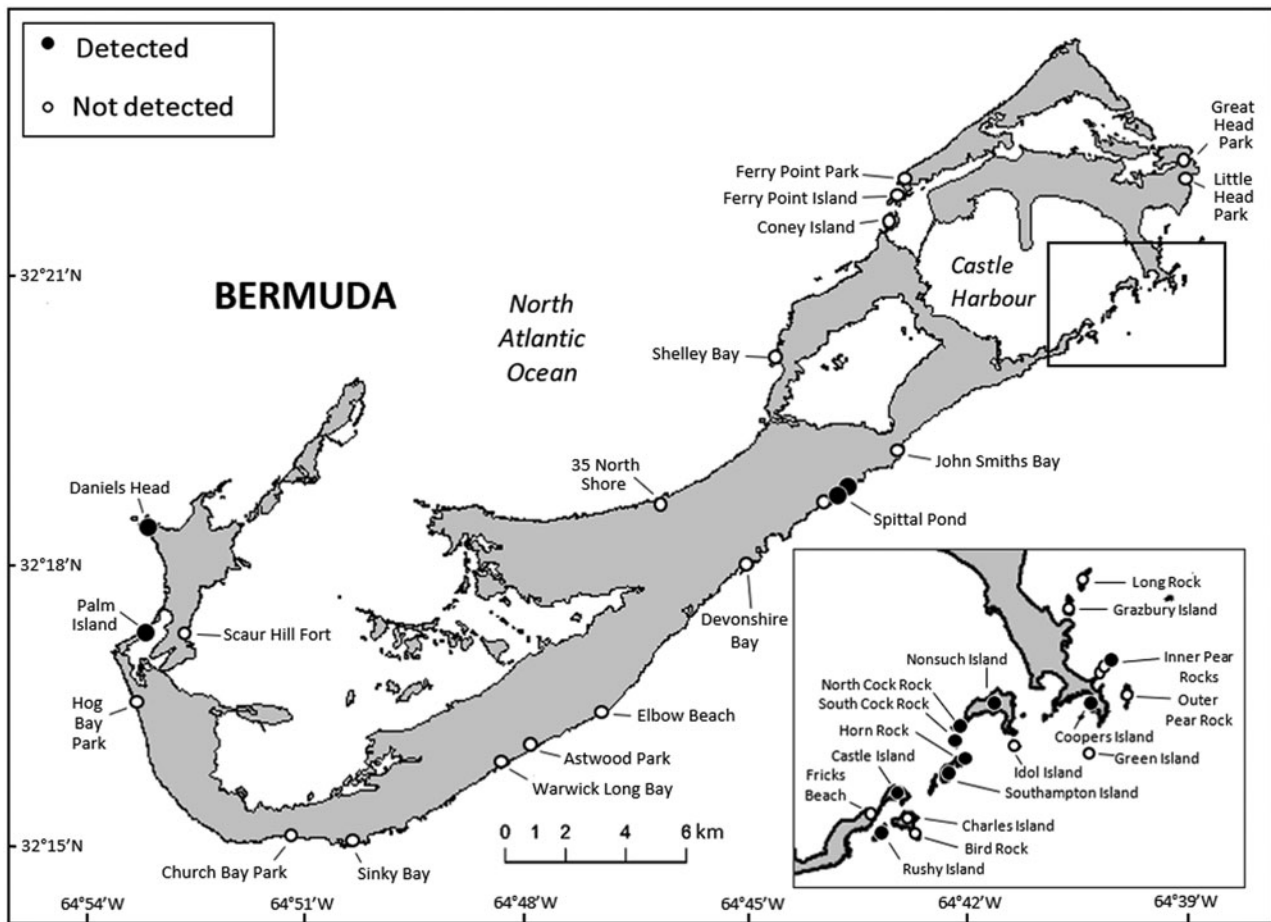 Detected
Not detected
BERMUDA
North
Atlantic
Ocean
Castle
Harbour
Great
Head
Park
Little
Head
Park
Ferry Point Park
Ferry Point Island
Coney Island
Shelley Bay
John Smiths Bay
35 North
Shore
Spittal Pond
Daniels Head
Palm
Island
Scaur Hill Fort
Hog
Bay
Park
Devonshire
Bay
Elbow Beach
Astwood Park
Warwick Long Bay
Church Bay Park
Sinky Bay
0 1 2 4 6 km
Long Rock
Grazbury Island
Inner Pear
Rocks
Outer
Pear Rock
Nonsuch Island
North Cock Rock
South Cock Rock
Horn Rock
Castle Island
Fricks
Beach
Coopers Island
Green Island
Idol Island
Southampton Island
Charles Island
Bird Rock
Rushy Island
32°21′N
32°18′N
32°15′N
64°54′W 64°51′W 64°48′W 64°45′W 64°42′W 64°39′W